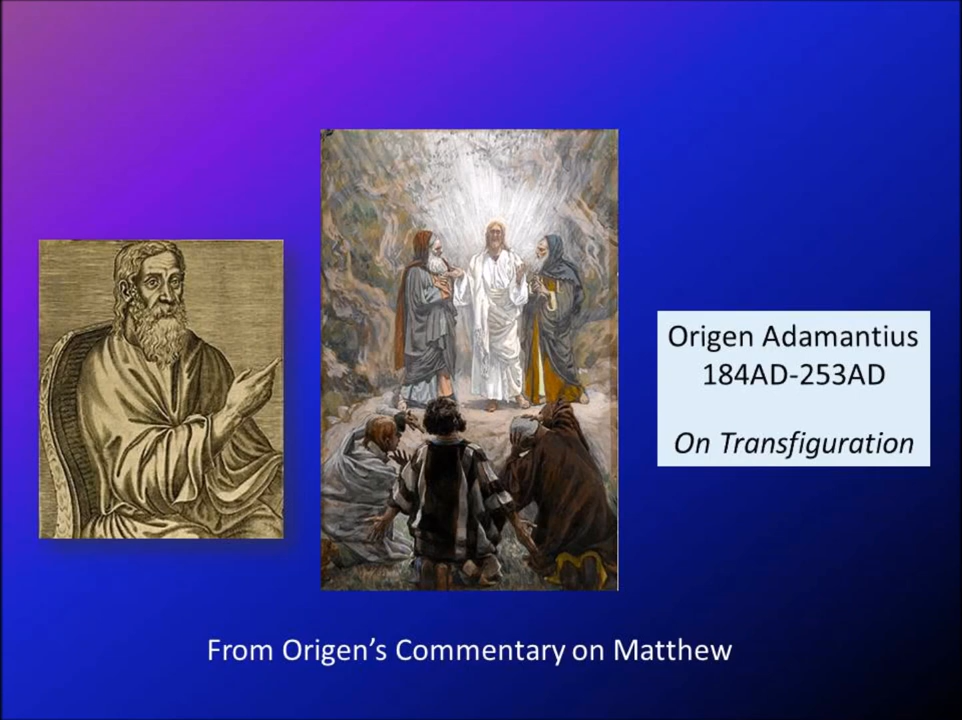 Origen Adamantius
184AD-253AD
On Transfiguration
From Origen's Commentary on Matthew